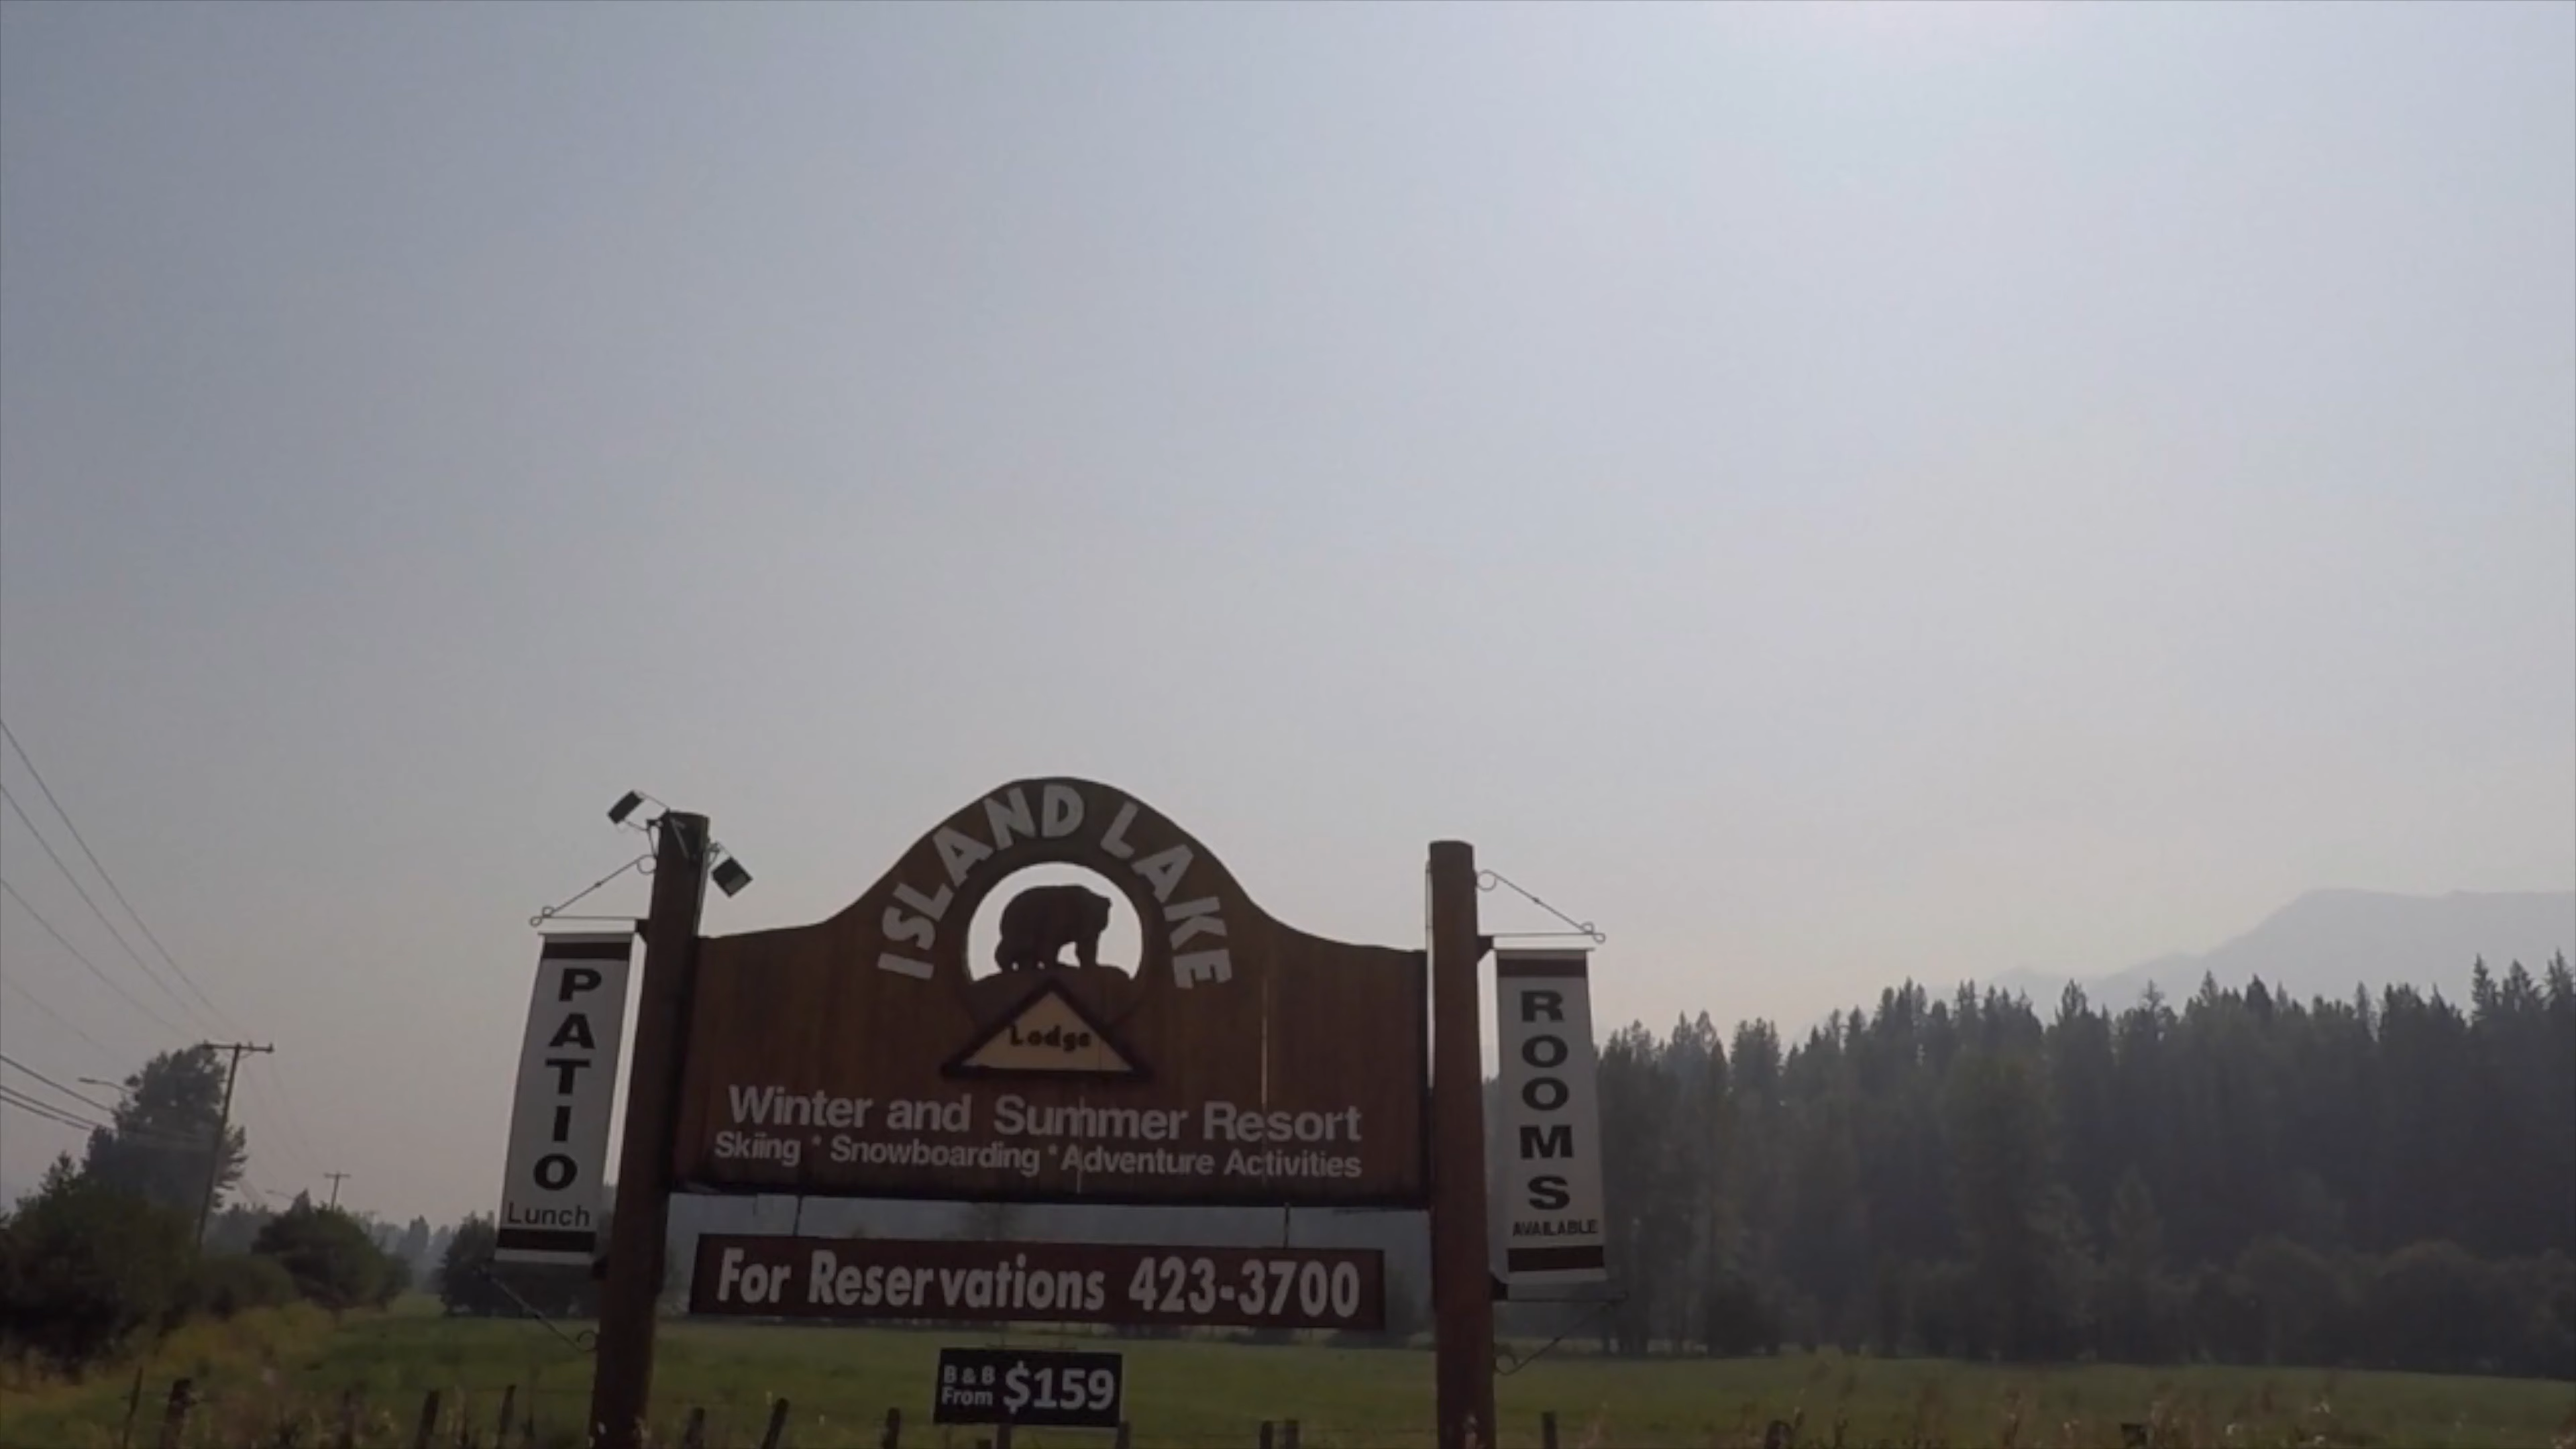 ISLAND LAKE
Lodge
Winter and Summer Resort
Skiing * Snowboarding * Adventure Activities
For Reservations 423-3700
B & B
From $159
PATIO
Lunch
ROOMS
AVAILABLE